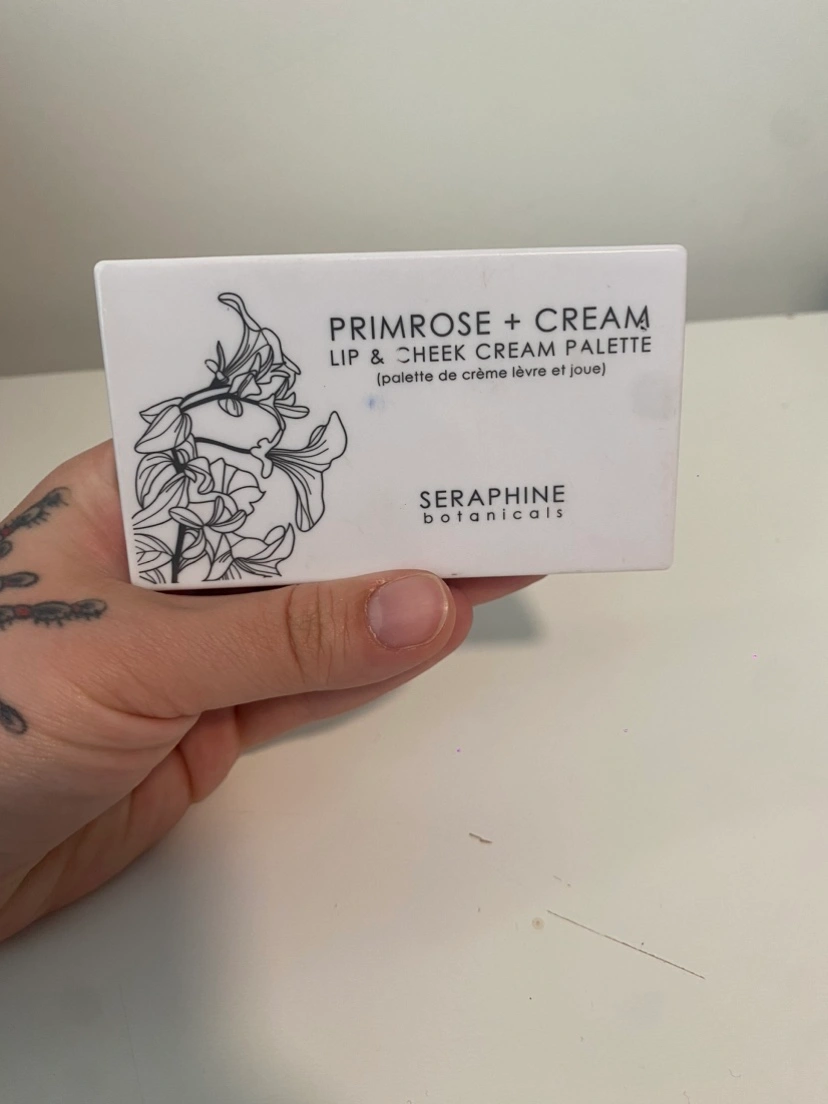 PRIMROSE + CREAM
LIP & CHEEK CREAM PALETTE
(palette de crème lèvre et joue)
SERAPHINE
botanicals